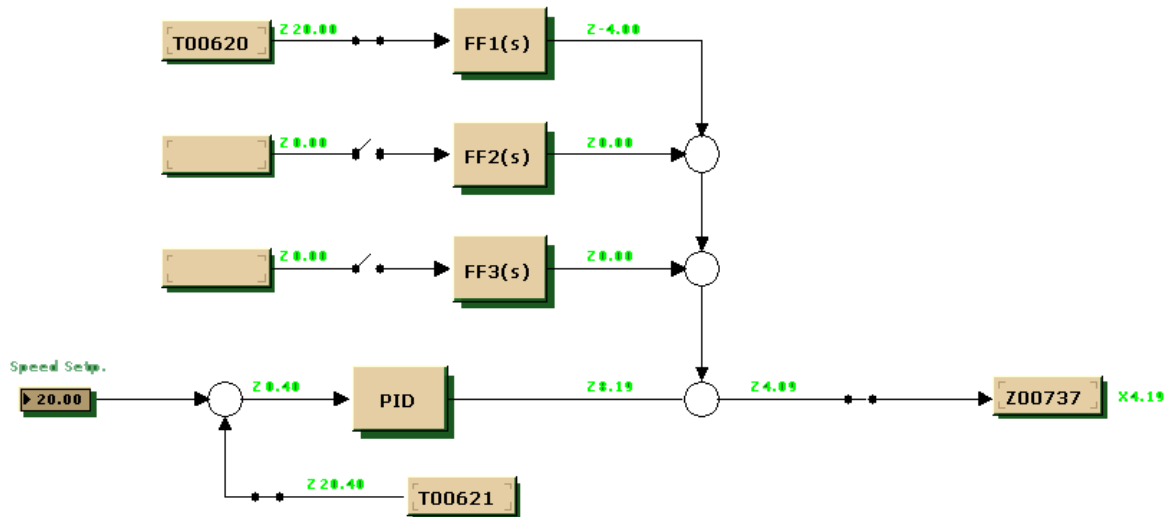 T00620 Z 20.00 FF1(s) Z -4.00
Z 0.00 FF2(s) Z 0.00
Z 0.00 FF3(s) Z 0.00
Speed Setp.
20.00 Z 0.40 PID Z 8.19 Z 4.09 Z00737 X4.19
Z 20.40 T00621